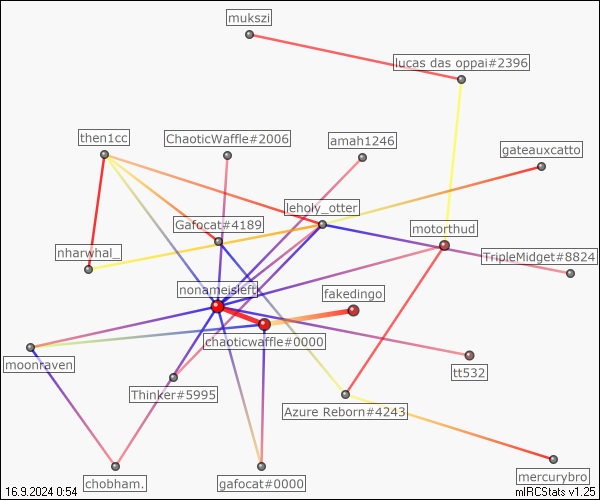 mukszi
lucas das oppai#2396
then1cc
ChaoticWaffle#2006
amah1246
gateauxcatto
leholy_otter
Gafocat#4189
motorthud
nharwhal_
TripleMidget#8824
nonameisleft
fakedingo
chaoticwaffle#0000
moonraven
tt532
Thinker#5995
Azure Reborn#4243
mercurybro
chobham.
gafocat#0000
16.9.2024 0:54
mIRCStats v1.25